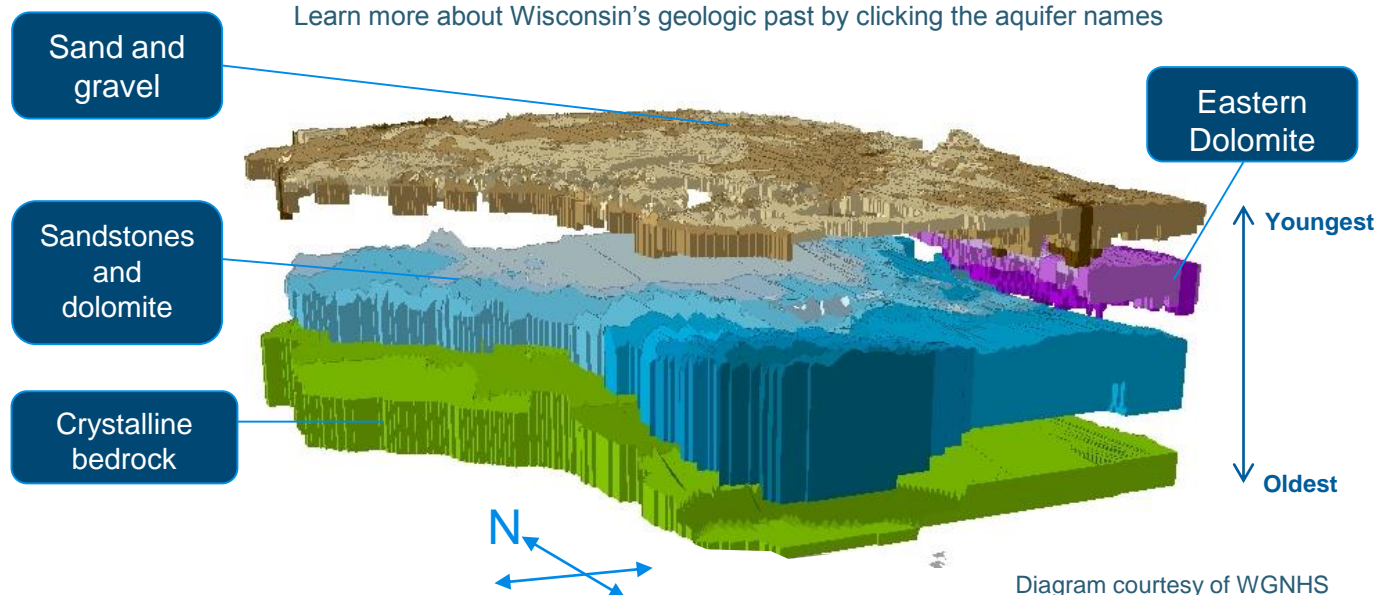 Learn more about Wisconsin’s geologic past by clicking the aquifer names
Sand and
gravel
Eastern
Dolomite
Sandstones
and
dolomite
Youngest
Crystalline
bedrock
Oldest
N
Diagram courtesy of WGNHS